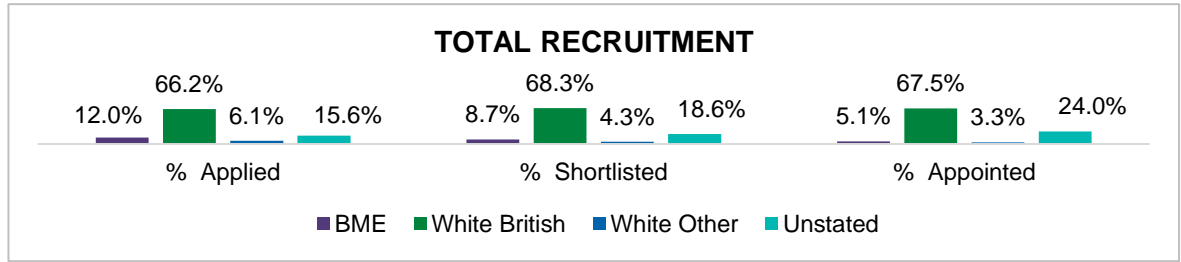 TOTAL RECRUITMENT
66.2% 68.3% 67.5%
12.0% 6.1% 15.6% 8.7% 4.3% 18.6% 5.1% 3.3% 24.0%
% Applied % Shortlisted % Appointed
BME White British White Other Unstated